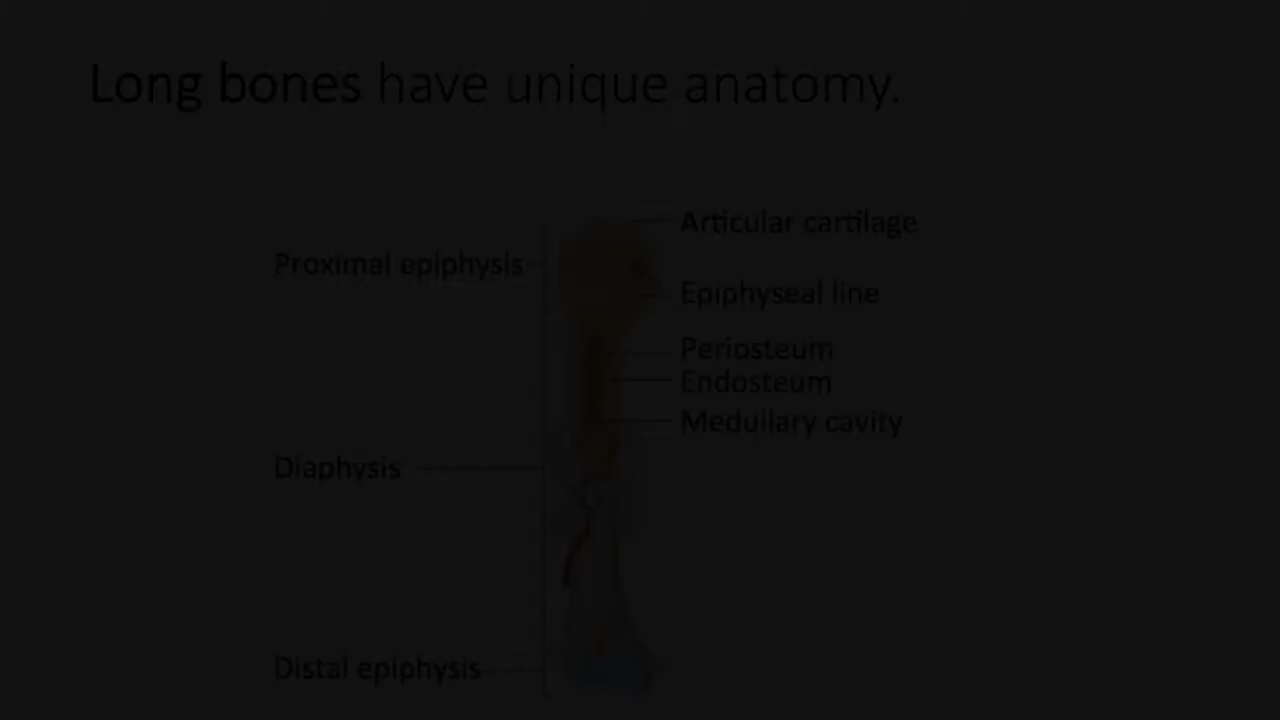 Long bones have unique anatomy.
Articular cartilage
Proximal epiphysis
Epiphyseal line
Periosteum
Endosteum
Medullary cavity
Diaphysis
Distal epiphysis